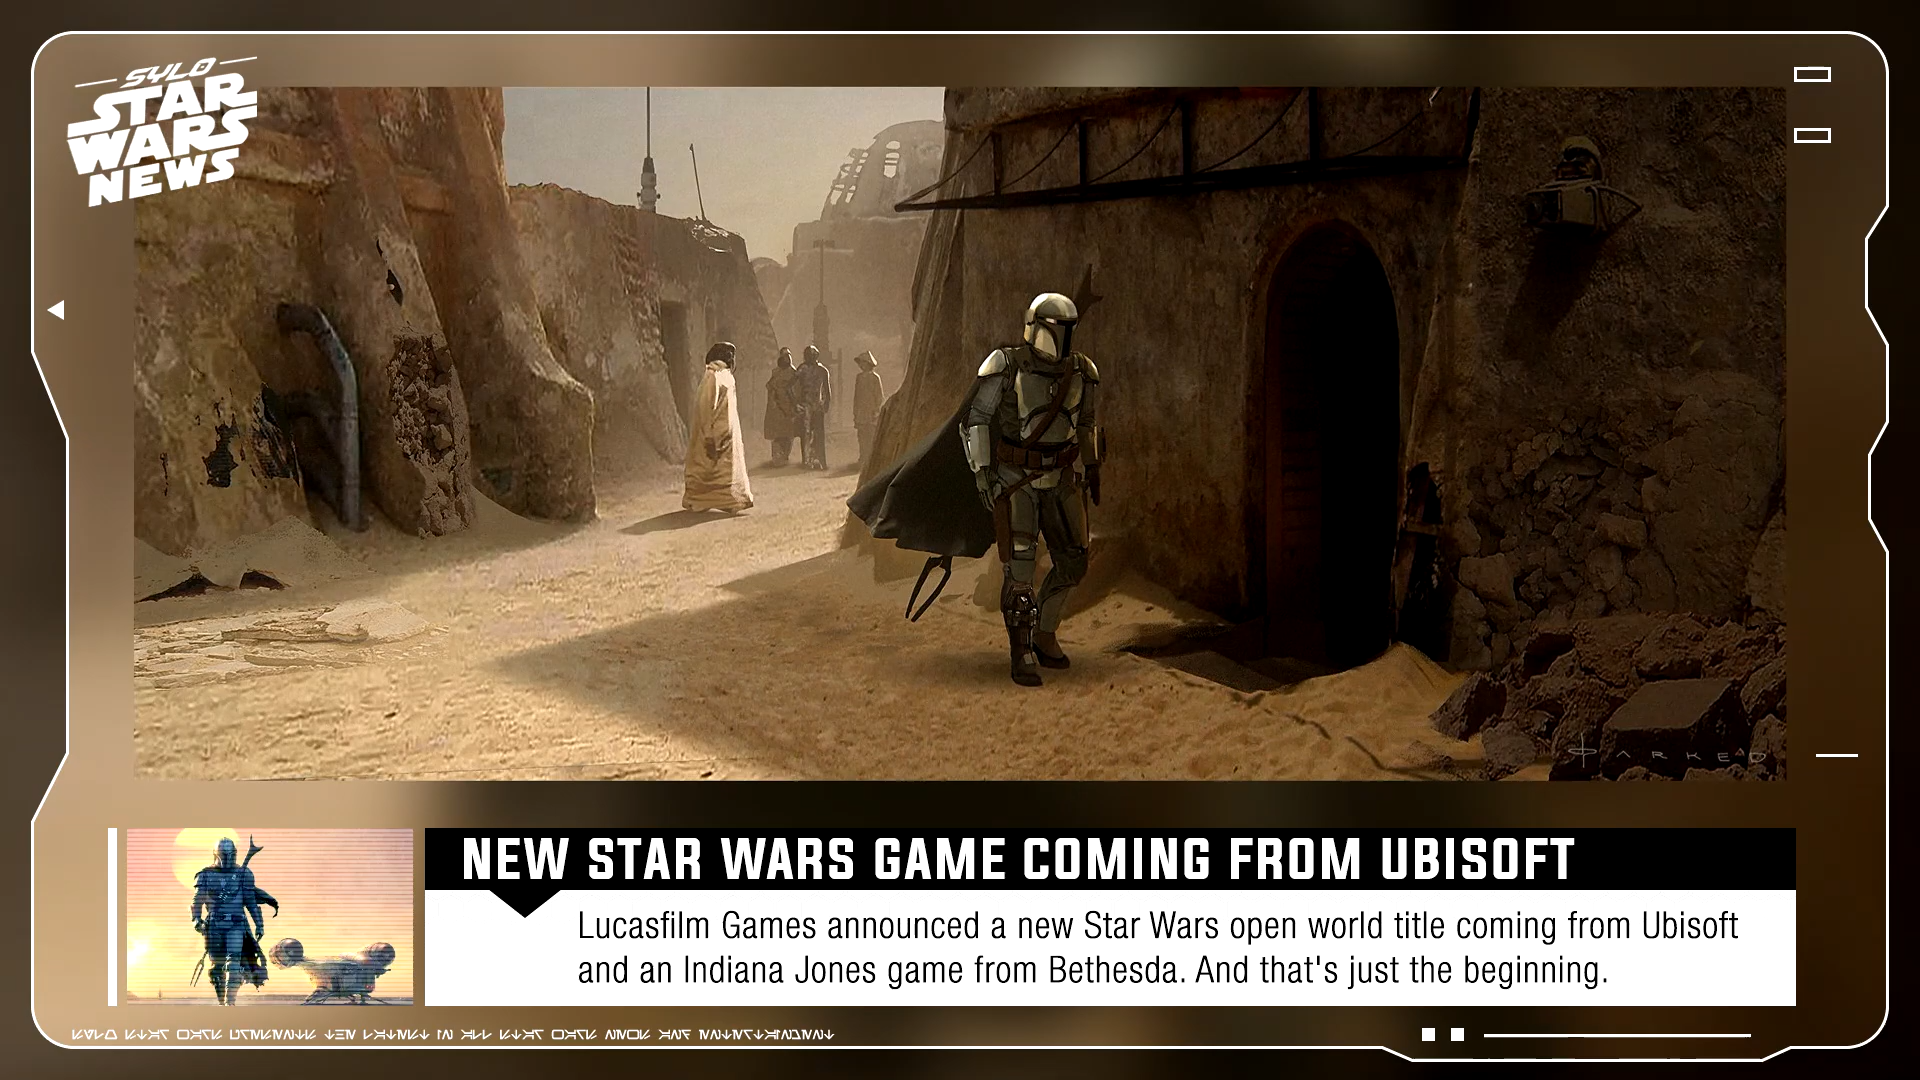 SYLO
STAR
WARS
NEWS
NEW STAR WARS GAME COMING FROM UBISOFT
Lucasfilm Games announced a new Star Wars open world title coming from Ubisoft
and an Indiana Jones game from Bethesda. And that's just the beginning.